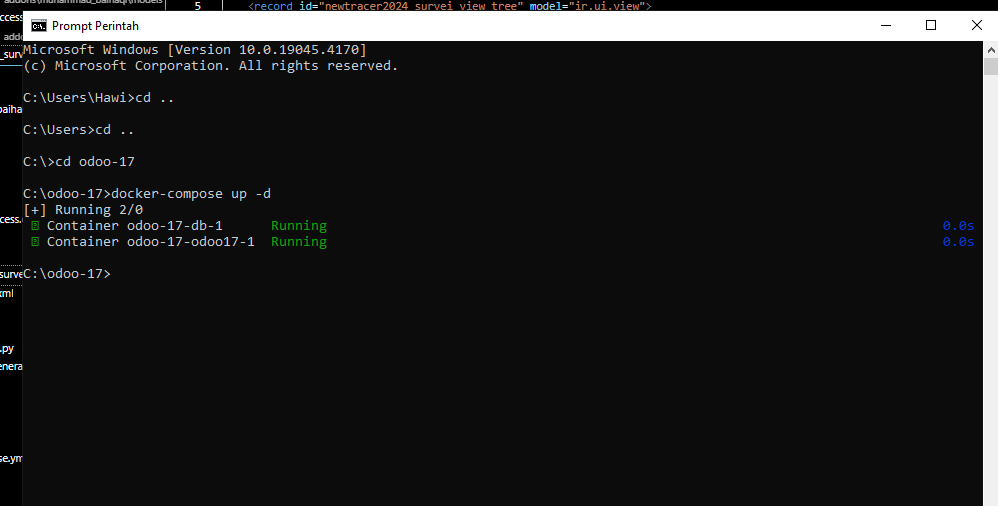 addons\muhammad_baihaqi\models
5 <record id="newtracer2024_survei_view_tree" model="ir.ui.view">
Prompt Perintah
ccess
addo
_surv
Microsoft Windows [Version 10.0.19045.4170]
(c) Microsoft Corporation. All rights reserved.
C:\Users\Hawi>cd ..
baiha
C:\Users>cd ..
C:\>cd odoo-17
C:\odoo-17>docker-compose up -d
[+] Running 2/0
cess.
Container odoo-17-db-1 Running 0.0s
Container odoo-17-odoo17-1 Running 0.0s
surve
C:\odoo-17>
xml
.py
enera
se.ym